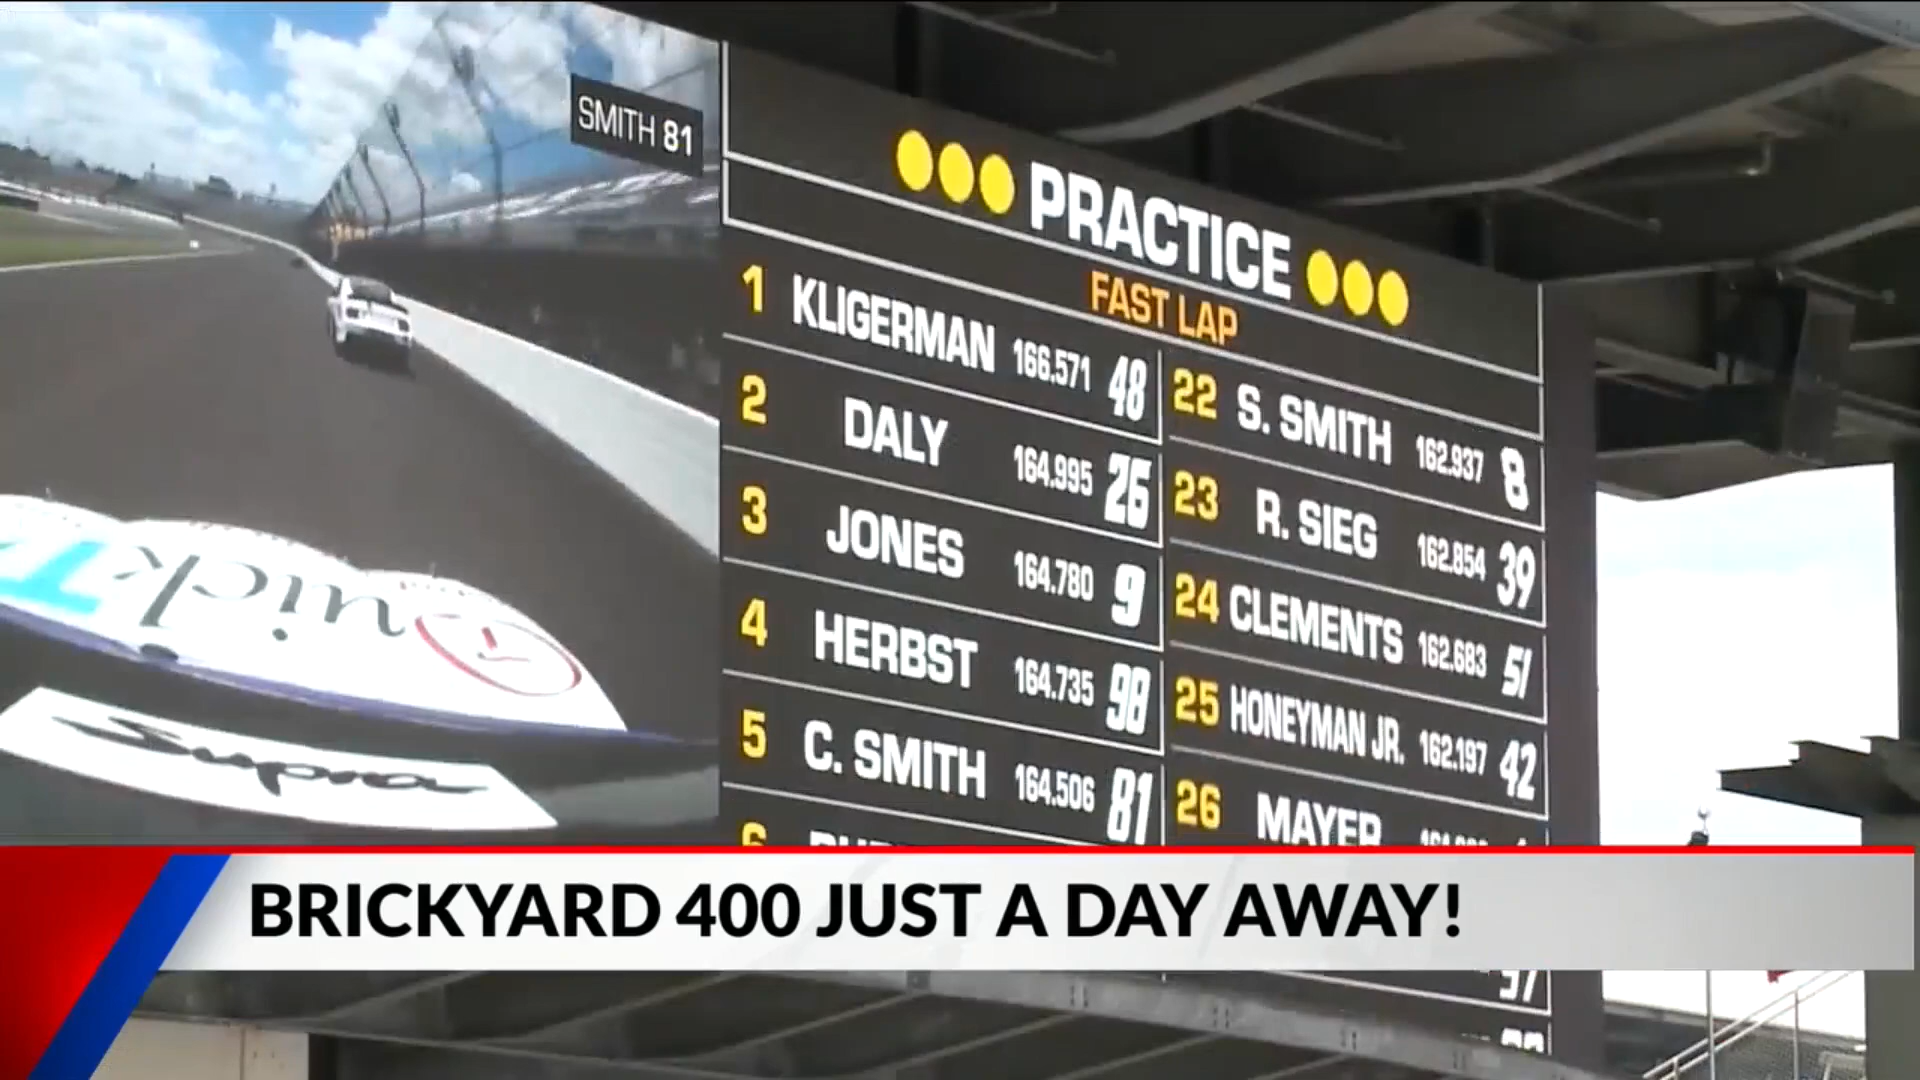 SMITH 81
PRACTICE
FAST LAP
1 KLIGERMAN 166.571 48
2 DALY 164.995 26
3 JONES 164.780 9
4 HERBST 164.735 98
5 C. SMITH 164.506 81
6
22 S. SMITH 162.937 8
23 R. SIEG 162.854 39
24 CLEMENTS 162.683 51
25 HONEYMAN JR. 162.197 42
26 MAYER
Supra
BRICKYARD 400 JUST A DAY AWAY!